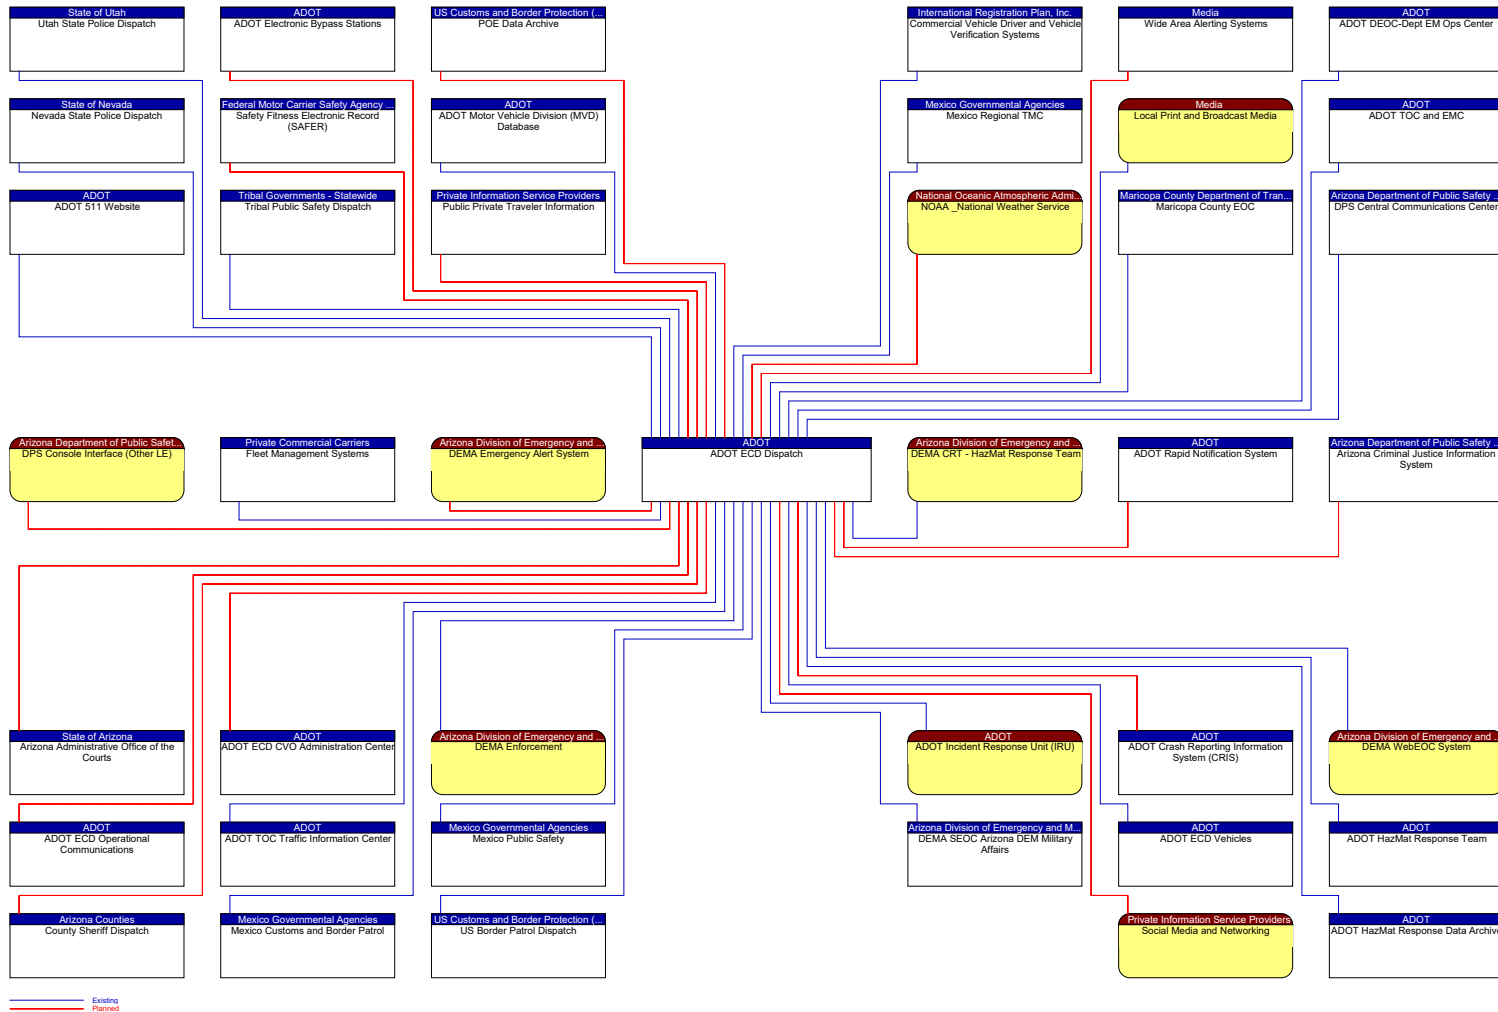 State of Utah
Utah State Police Dispatch
ADOT
ADOT Electronic Bypass Stations
US Customs and Border Protection (...
POE Data Archive
International Registration Plan, Inc.
Commercial Vehicle Driver and Vehicle
Verification Systems
Media
Wide Area Alerting Systems
ADOT
ADOT DEOC-Dept EM Ops Center
State of Nevada
Nevada State Police Dispatch
Federal Motor Carrier Safety Agency ...
Safety Fitness Electronic Record
(SAFER)
ADOT
ADOT Motor Vehicle Division (MVD)
Database
Mexico Governmental Agencies
Mexico Regional TMC
Media
Local Print and Broadcast Media
ADOT
ADOT TOC and EMC
ADOT
ADOT 511 Website
Tribal Governments - Statewide
Tribal Public Safety Dispatch
Private Information Service Providers
Public Private Traveler Information
National Oceanic Atmospheric Admi...
NOAA _National Weather Service
Maricopa County Department of Tran...
Maricopa County EOC
Arizona Department of Public Safety ...
DPS Central Communications Center
Arizona Department of Public Safet...
DPS Console Interface (Other LE)
Private Commercial Carriers
Fleet Management Systems
Arizona Division of Emergency and ...
DEMA Emergency Alert System
ADOT
ADOT ECD Dispatch
Arizona Division of Emergency and ...
DEMA CRT - HazMat Response Team
ADOT
ADOT Rapid Notification System
Arizona Department of Public Safety ...
Arizona Criminal Justice Information
System
State of Arizona
Arizona Administrative Office of the
Courts
ADOT
ADOT ECD CVO Administration Center
Arizona Division of Emergency and ...
DEMA Enforcement
ADOT
ADOT Incident Response Unit (IRU)
ADOT
ADOT Crash Reporting Information
System (CRIS)
Arizona Division of Emergency and ...
DEMA WebEOC System
ADOT
ADOT ECD Operational
Communications
ADOT
ADOT TOC Traffic Information Center
Mexico Governmental Agencies
Mexico Public Safety
Arizona Division of Emergency and M...
DEMA SEOC Arizona DEM Military
Affairs
ADOT
ADOT ECD Vehicles
ADOT
ADOT HazMat Response Team
Arizona Counties
County Sheriff Dispatch
Mexico Governmental Agencies
Mexico Customs and Border Patrol
US Customs and Border Protection (...
US Border Patrol Dispatch
Private Information Service Providers
Social Media and Networking
ADOT
ADOT HazMat Response Data Archive
Existing
Planned